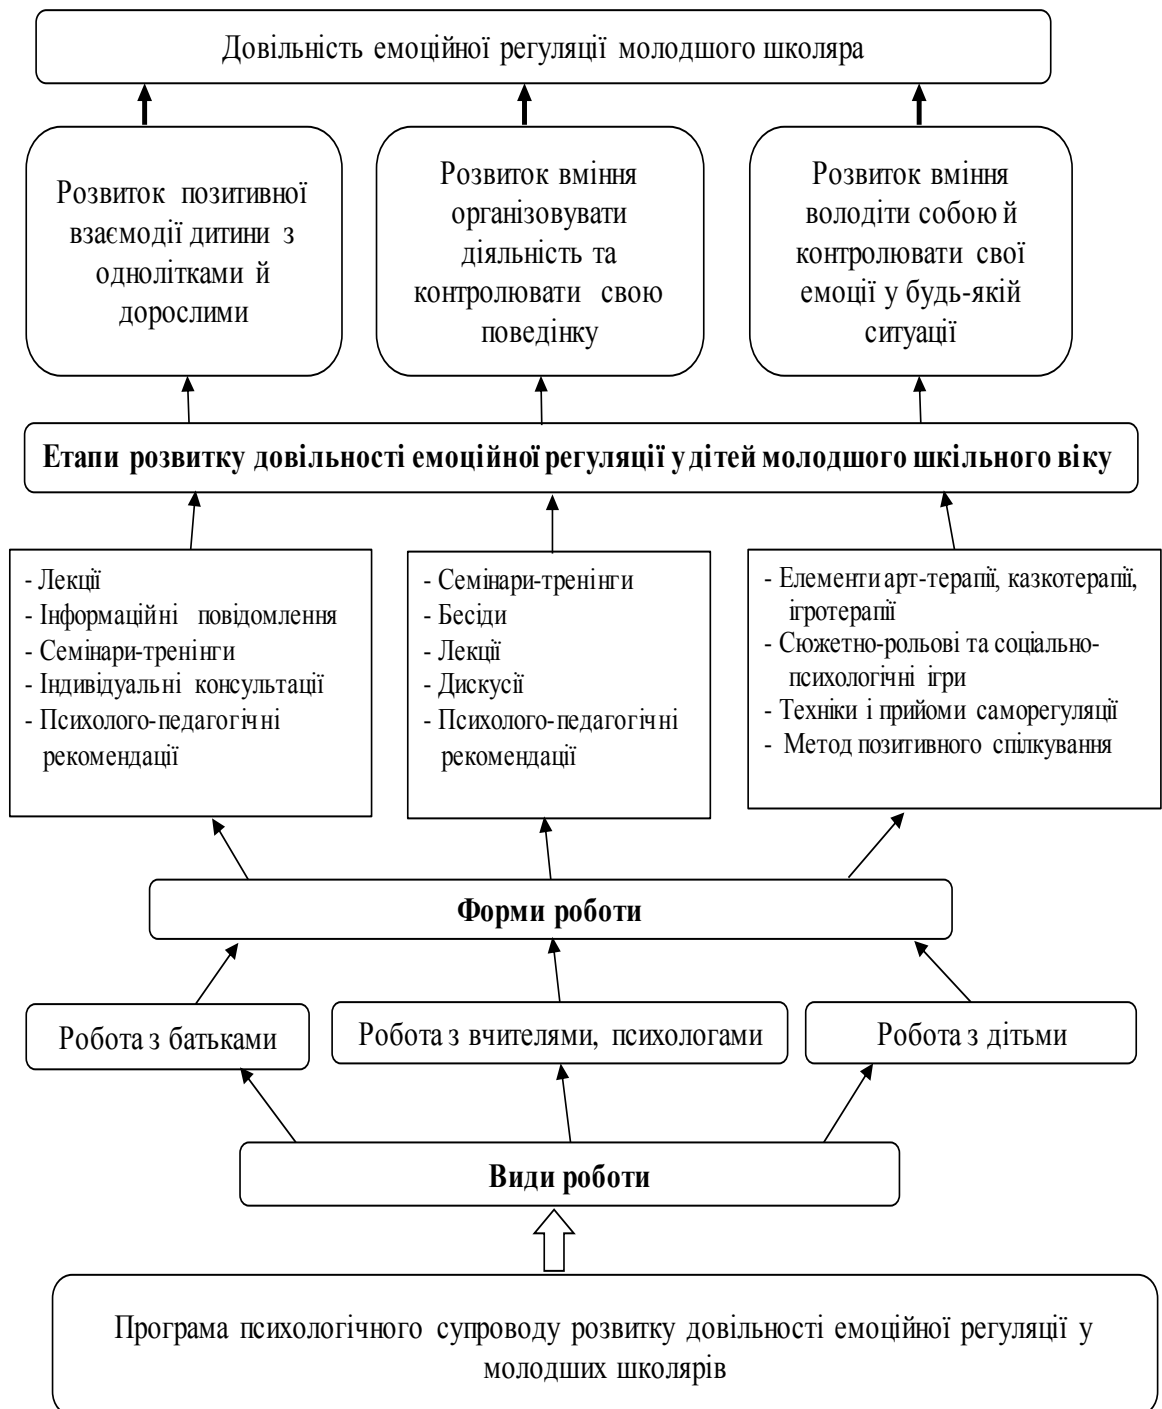 Довільність емоційної регуляції молодшого школяра
Розвиток позитивної
взаємодії дитини з
однолітками й
дорослими
Розвиток вміння
організовувати
діяльність та
контролювати свою
поведінку
Розвиток вміння
володіти собою й
контролювати свої
емоції у будь-якій
ситуації
Етапи розвитку довільності емоційної регуляції у дітей молодшого шкільного віку
- Лекції
- Інформаційні повідомлення
- Семінари-тренінги
- Індивідуальні консультації
- Психолого-педагогічні
рекомендації
- Семінари-тренінги
- Бесіди
- Лекції
- Дискусії
- Психолого-педагогічні
рекомендації
- Елементи арт-терапії, казкотерапії,
ігротерапії
- Сюжетно-рольові та соціально-
психологічні ігри
- Техніки і прийоми саморегуляції
- Метод позитивного спілкування
Форми роботи
Робота з батьками
Робота з вчителями, психологами
Робота з дітьми
Види роботи
Програма психологічного супроводу розвитку довільності емоційної регуляції у
молодших школярів